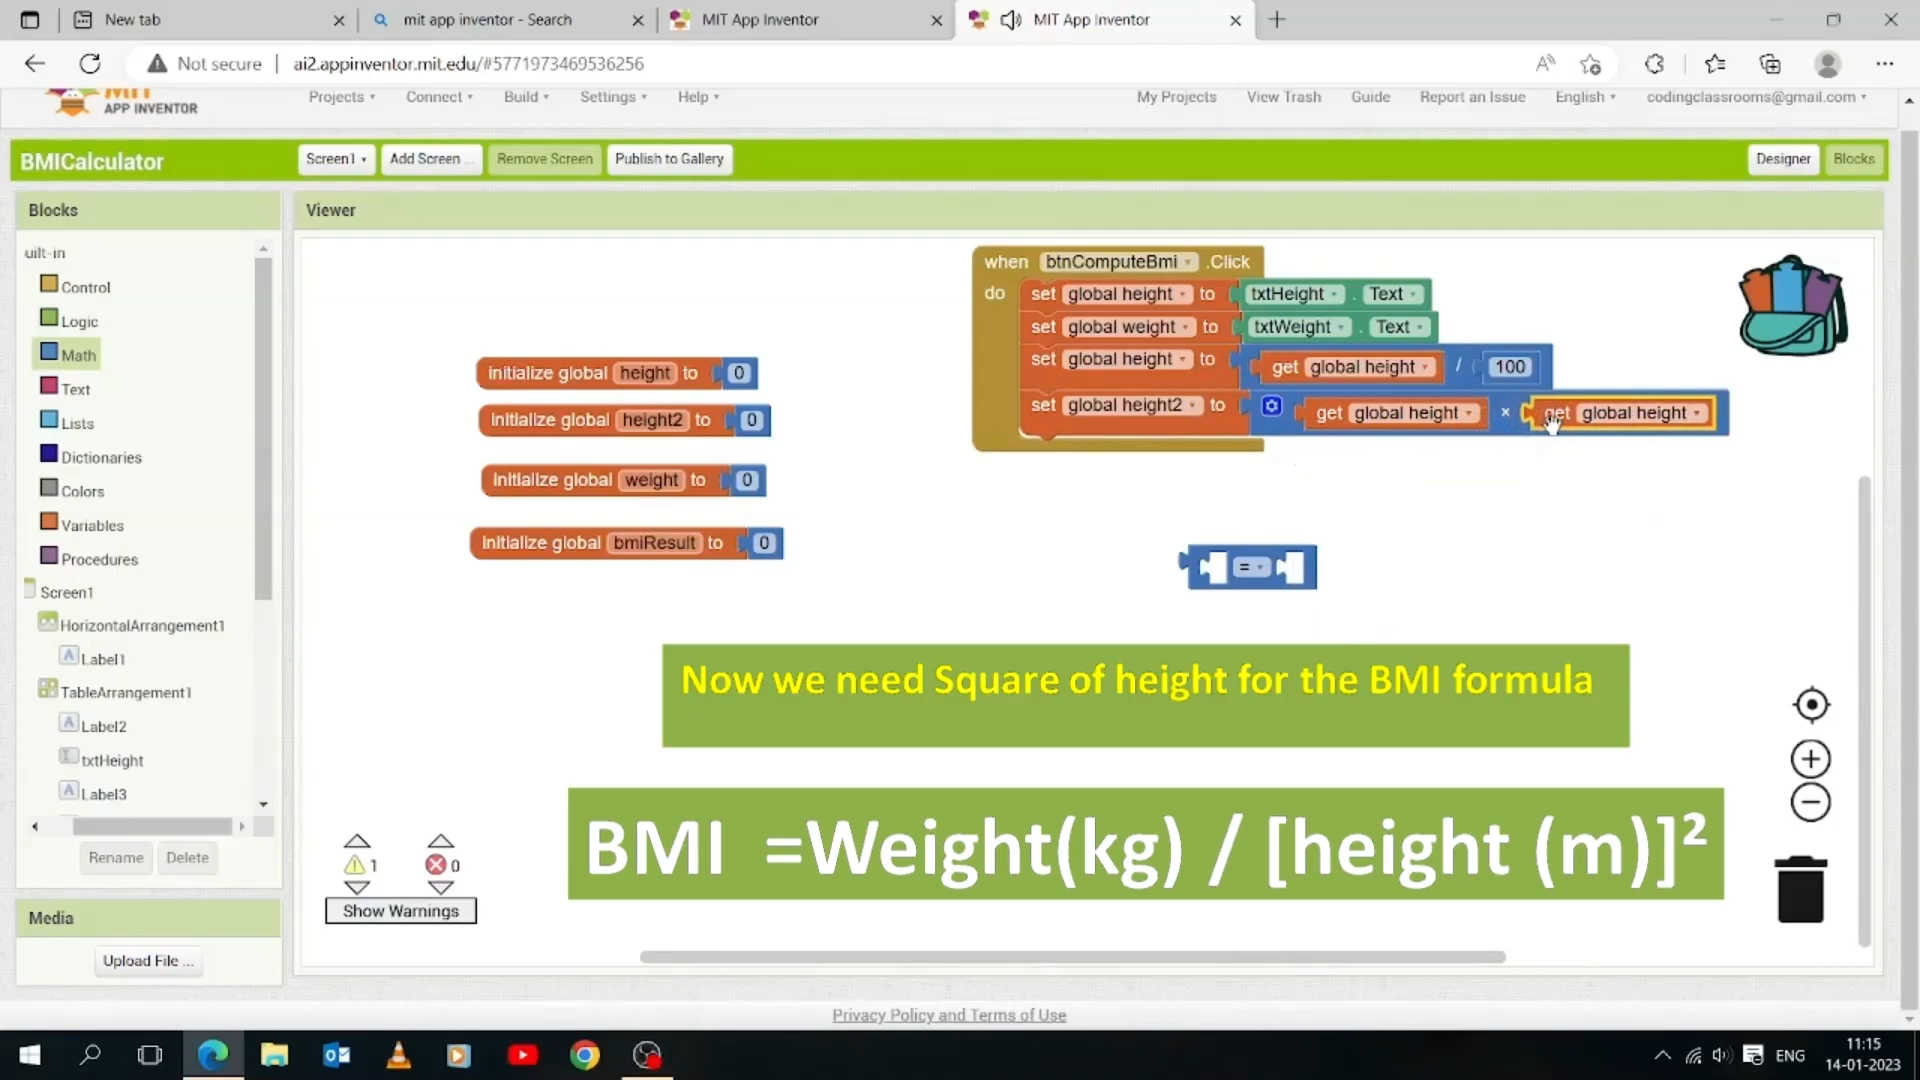 New tab
mit app inventor - Search
MIT App Inventor
MIT App Inventor
Not secure
ai2.appinventor.mit.edu/#5771973469536256
MIT
APP INVENTOR
Projects
Connect
Build
Settings
Help
My Projects
View Trash
Guide
Report an Issue
English
codingclassrooms@gmail.com
BMICalculator
Screen1
Add Screen ...
Remove Screen
Publish to Gallery
Designer
Blocks
Blocks
Viewer
uilt-in
Control
Logic
Math
Text
Lists
Dictionaries
Colors
Variables
Procedures
Screen1
HorizontalArrangement1
Label1
TableArrangement1
Label2
txtHeight
Label3
Rename
Delete
Media
Upload File ...
initialize global height to 0
initialize global height2 to 0
initialize global weight to 0
initialize global bmiResult to 0
when btnComputeBmi .Click
do set global height to txtHeight . Text
set global weight to txtWeight . Text
set global height to get global height / 100
set global height2 to get global height × get global height
=
Now we need Square of height for the BMI formula
BMI =Weight(kg) / [height (m)]²
1
0
Show Warnings
Privacy Policy and Terms of Use
ENG
11:15
14-01-2023